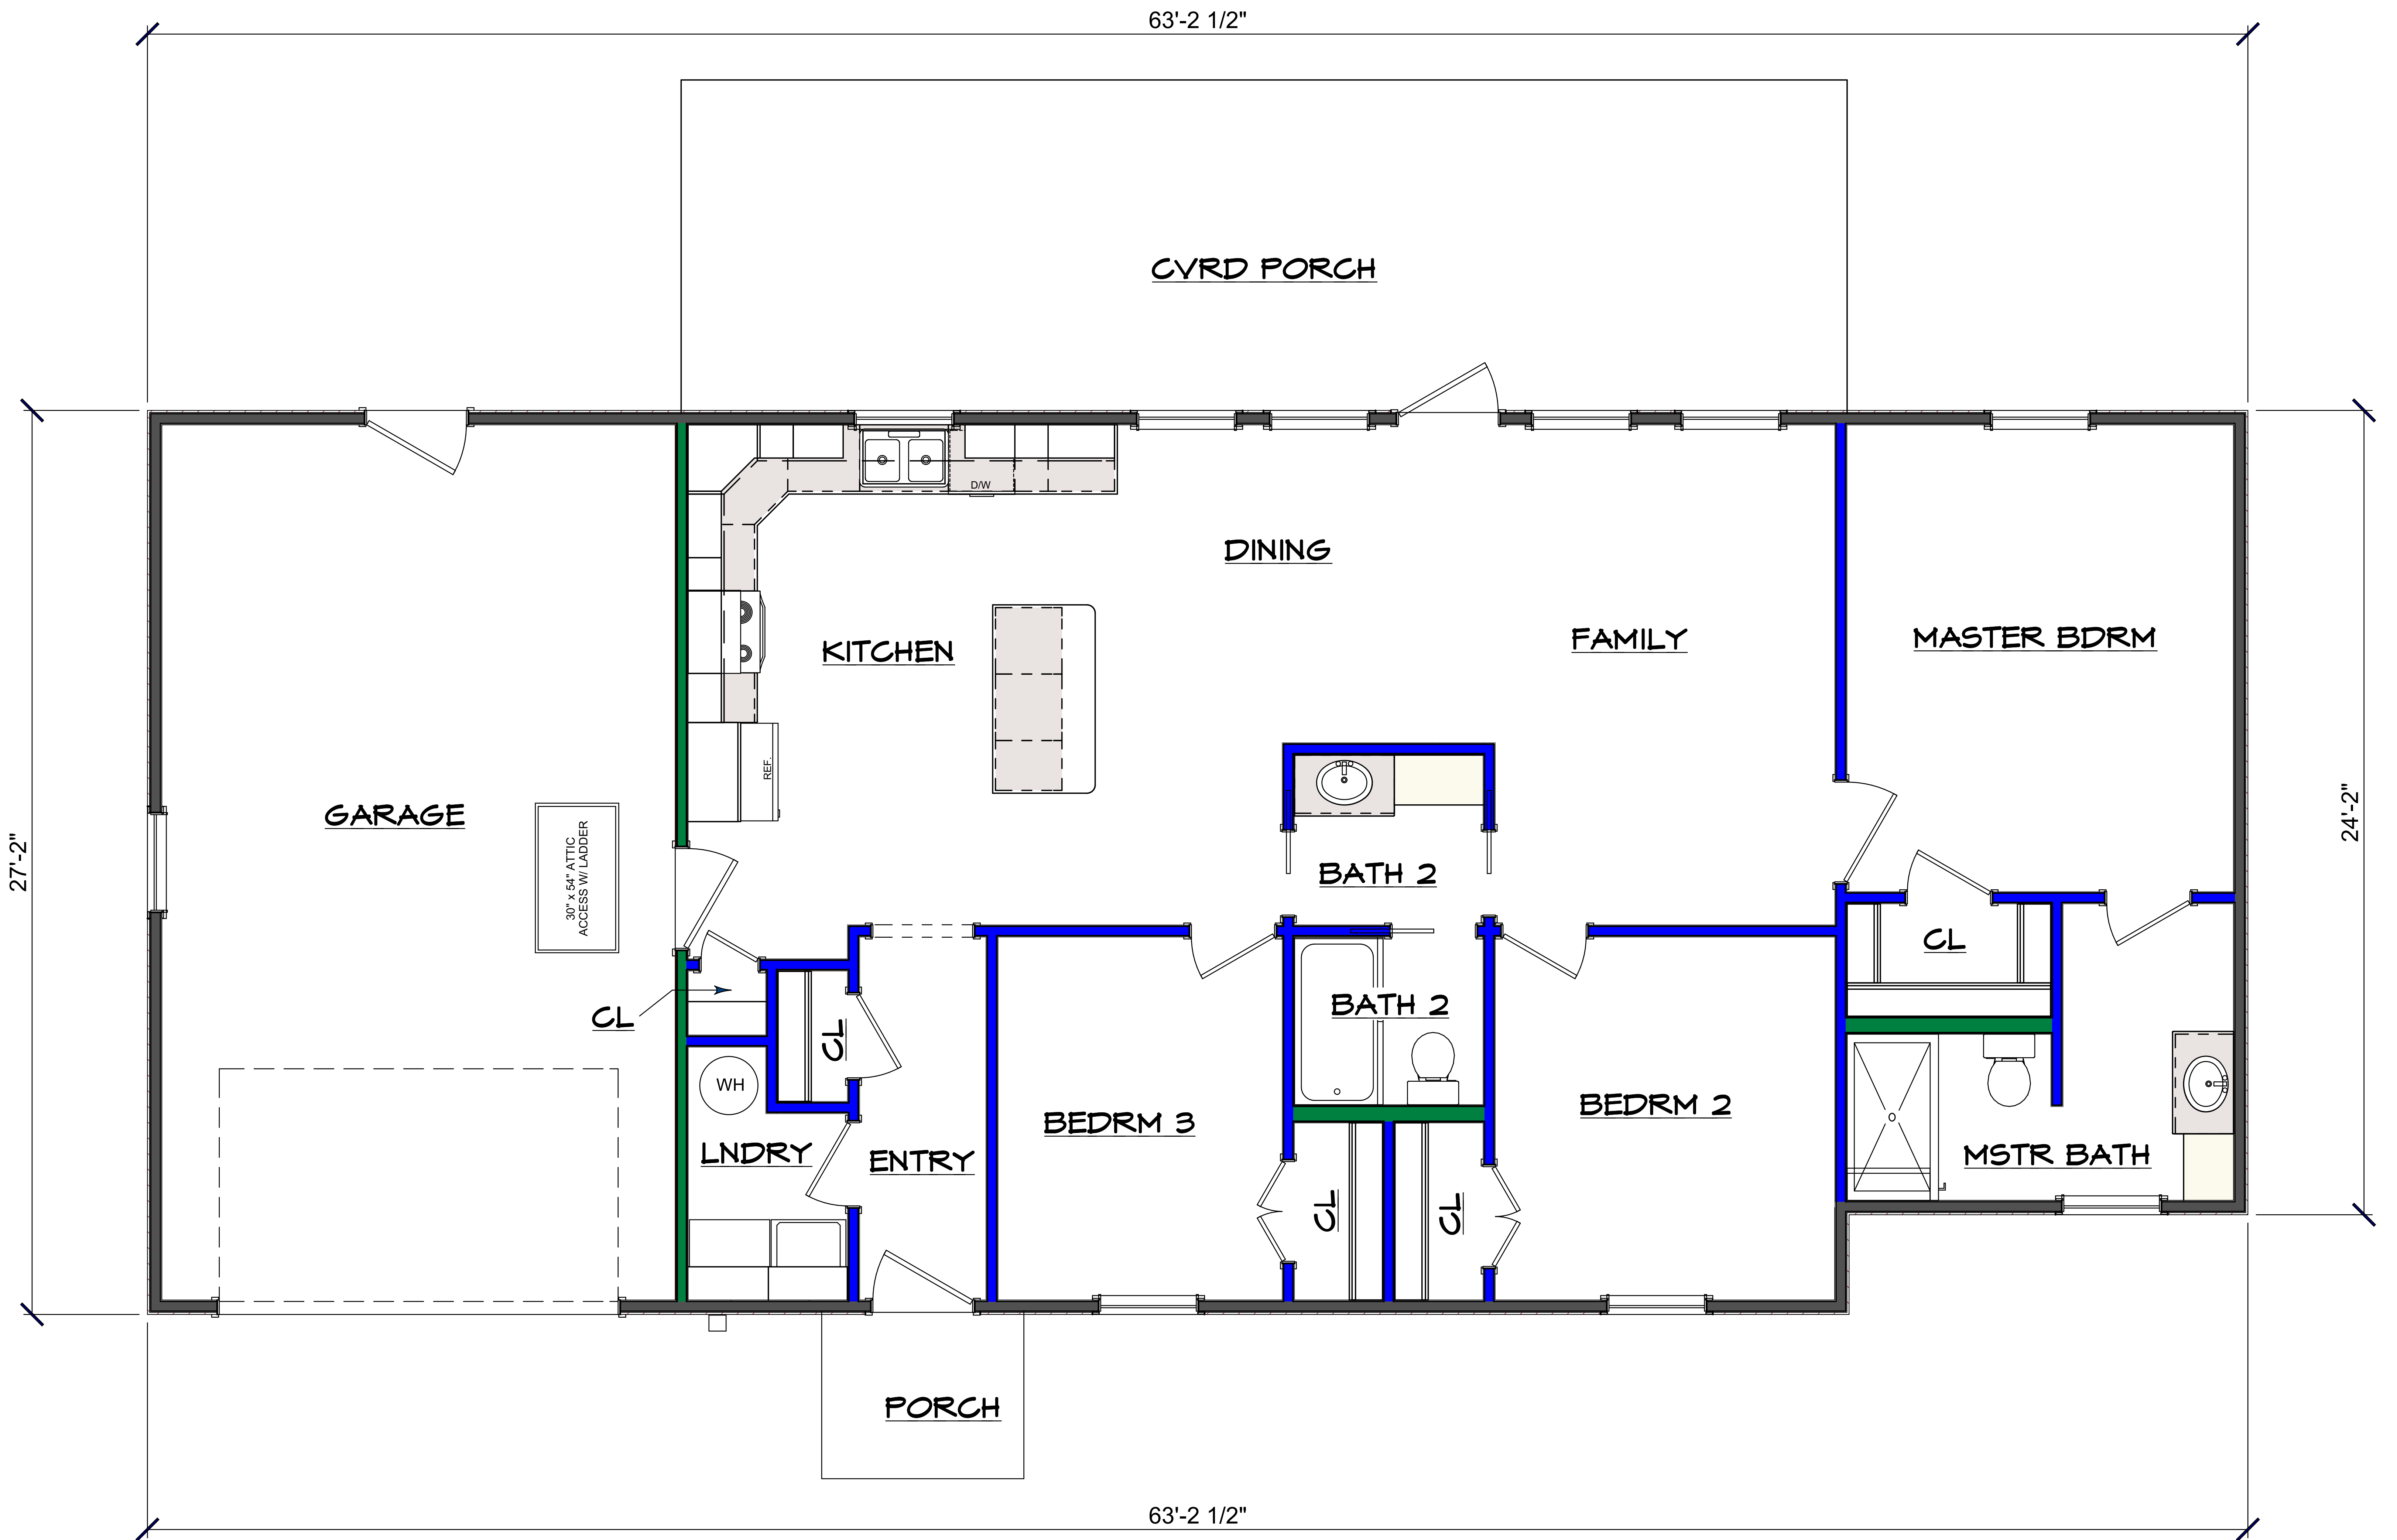 63'-2 1/2"
CVRD PORCH
D/W
DINING
KITCHEN
FAMILY
MASTER BDRM
REF.
GARAGE
30" x 54" ATTIC
ACCESS W/ LADDER
27'-2"
24'-2"
BATH 2
CL
CL
CL
BATH 2
WH
BEDRM 3
BEDRM 2
LNDRY
ENTRY
MSTR BATH
CL
CL
PORCH
63'-2 1/2"